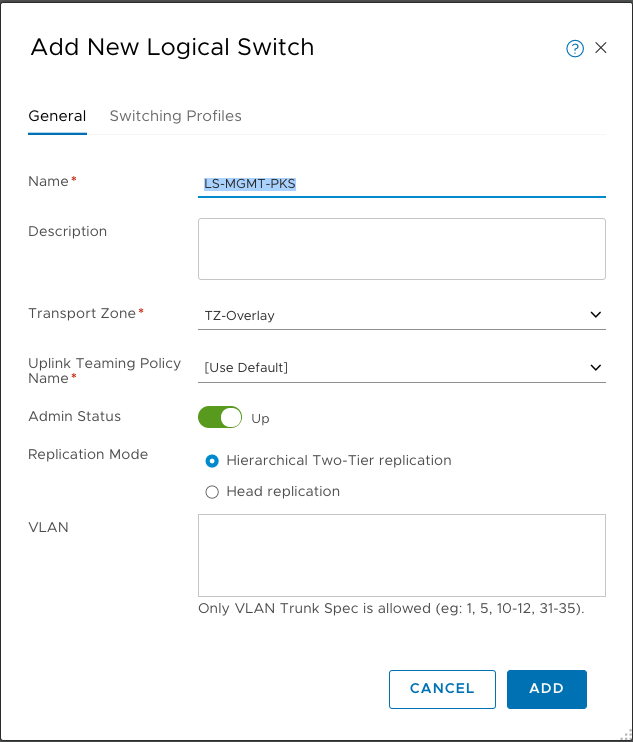 Add New Logical Switch
?
General
Switching Profiles
Name*
LS-MGMT-PKS
Description
Transport Zone*
TZ-Overlay
Uplink Teaming Policy
Name*
[Use Default]
Admin Status
Up
Replication Mode
Hierarchical Two-Tier replication
Head replication
VLAN
Only VLAN Trunk Spec is allowed (eg: 1, 5, 10-12, 31-35).
CANCEL
ADD